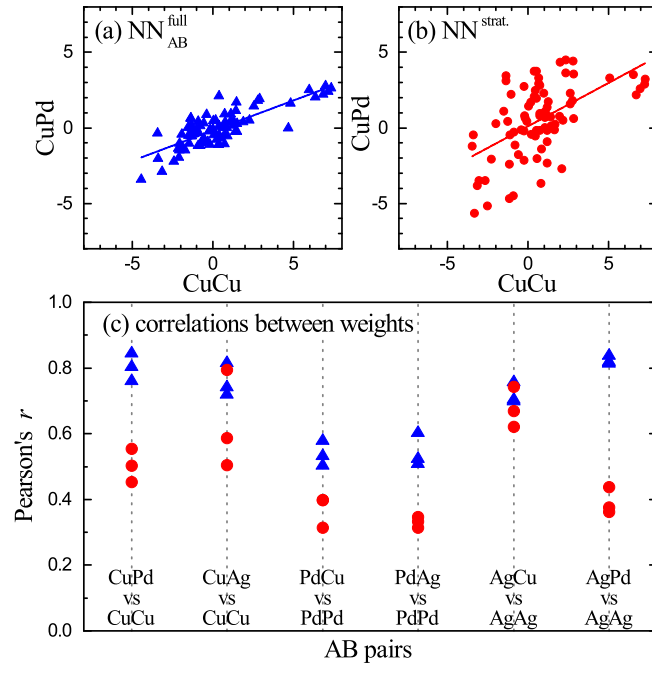 (a) NN full AB
(b) NN strat.
5
0
-5
CuPd
-5 0 5
CuCu
5
0
-5
CuPd
-5 0 5
CuCu
(c) correlations between weights
1.0
0.8
0.6
0.4
0.2
0.0
Pearson's r
CuPd vs CuCu
CuAg vs CuCu
PdCu vs PdPd
PdAg vs PdPd
AgCu vs AgAg
AgPd vs AgAg
AB pairs